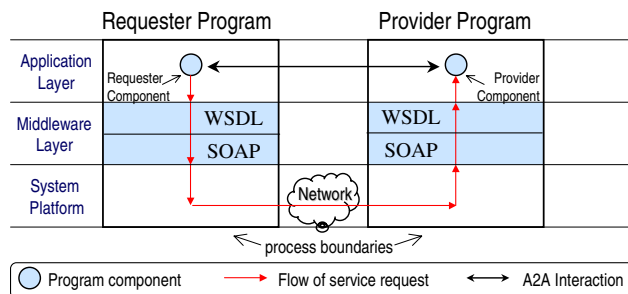 Requester Program Provider Program
Application Layer
Requester Component
Provider Component
Middleware Layer
WSDL WSDL
SOAP SOAP
System Platform
Network
process boundaries
Program component Flow of service request A2A Interaction